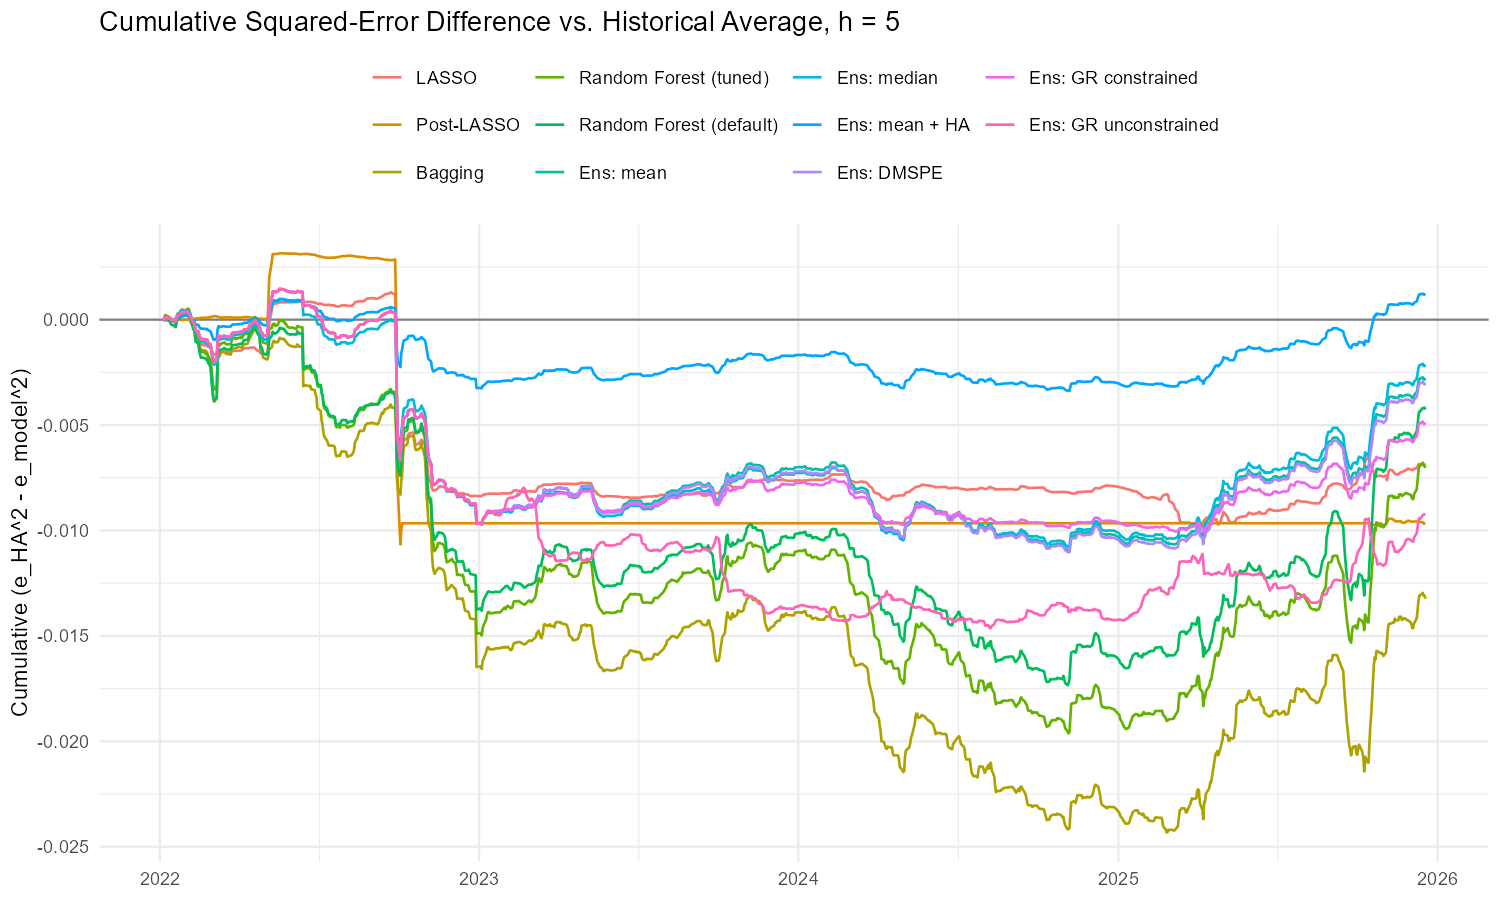 Cumulative Squared-Error Difference vs. Historical Average, h = 5
LASSO
Random Forest (tuned)
Ens: median
Ens: GR constrained
Post-LASSO
Random Forest (default)
Ens: mean + HA
Ens: GR unconstrained
Bagging
Ens: mean
Ens: DMSPE
Cumulative (e_HA^2 - e_model^2)
0.000
-0.005
-0.010
-0.015
-0.020
-0.025
2022
2023
2024
2025
2026